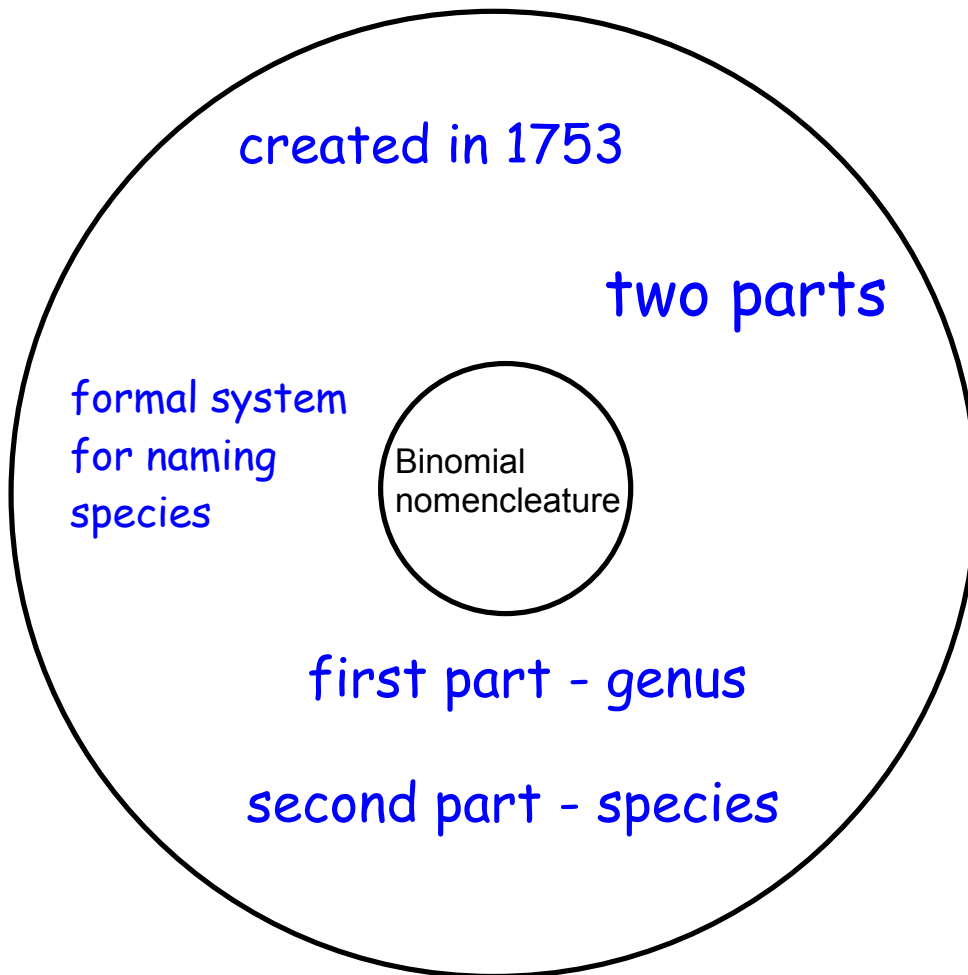 created in 1753
two parts
formal system
for naming
species
Binomial
nomencleature
first part - genus
second part - species